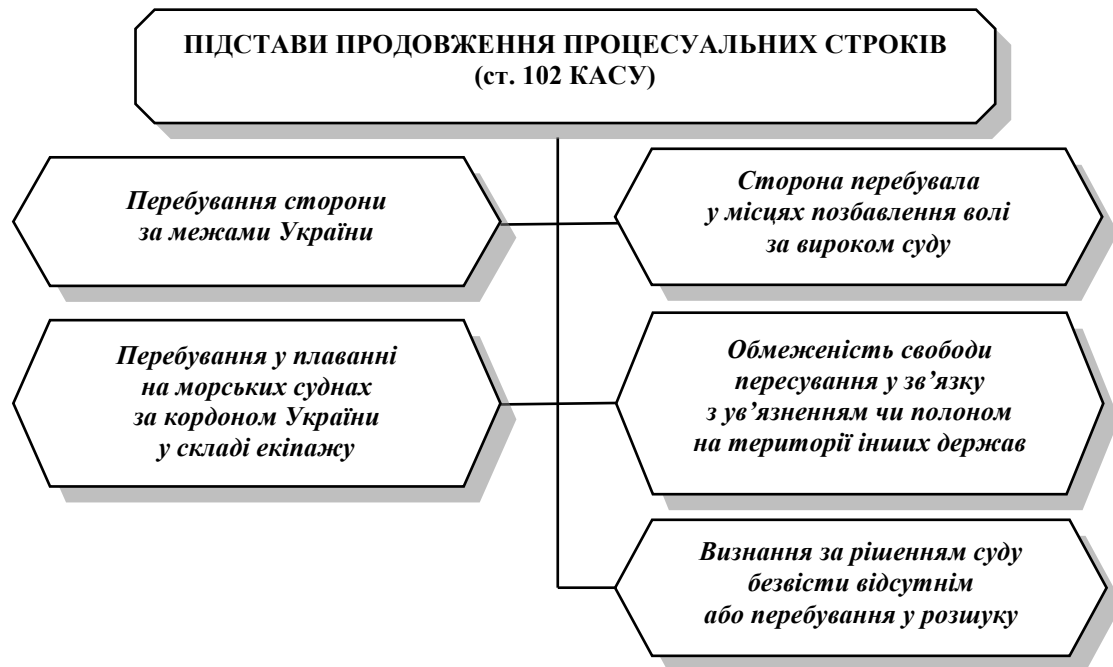 ПІДСТАВИ ПРОДОВЖЕННЯ ПРОЦЕСУАЛЬНИХ СТРОКІВ
(ст. 102 КАСУ)
Перебування сторони
за межами України
Сторона перебувала
у місцях позбавлення волі
за вироком суду
Перебування у плаванні
на морських суднах
за кордоном України
у складі екіпажу
Обмеженість свободи
пересування у зв’язку
з ув’язненням чи полоном
на території інших держав
Визнання за рішенням суду
безвісти відсутнім
або перебування у розшуку